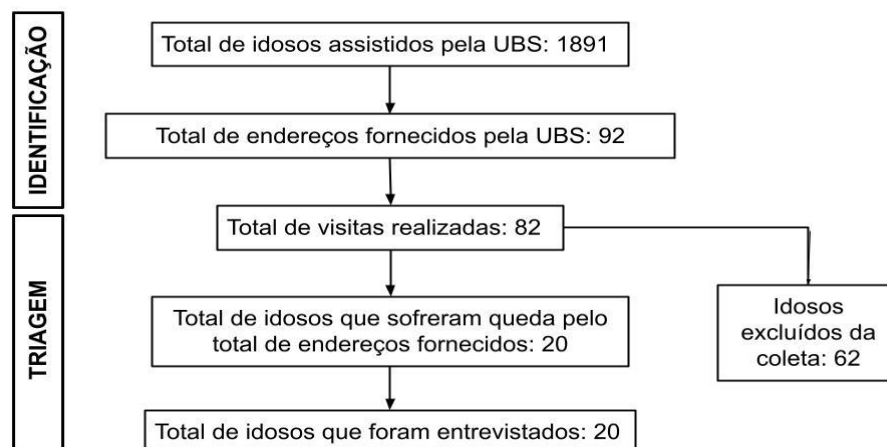 IDENTIFICAÇÃO
Total de idosos assistidos pela UBS: 1891
Total de endereços fornecidos pela UBS: 92
TRIAGEM
Total de visitas realizadas: 82
Total de idosos que sofreram queda pelo
total de endereços fornecidos: 20
Idosos
excluídos da
coleta: 62
Total de idosos que foram entrevistados: 20